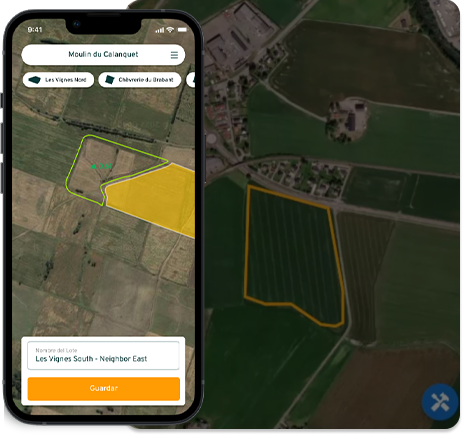 9:41
Moulin du Calanquet
Les Vignes Nord
Chèvrerie du Brabant
Nombre del Lote
Les Vignes South - Neighbor East
Guardar